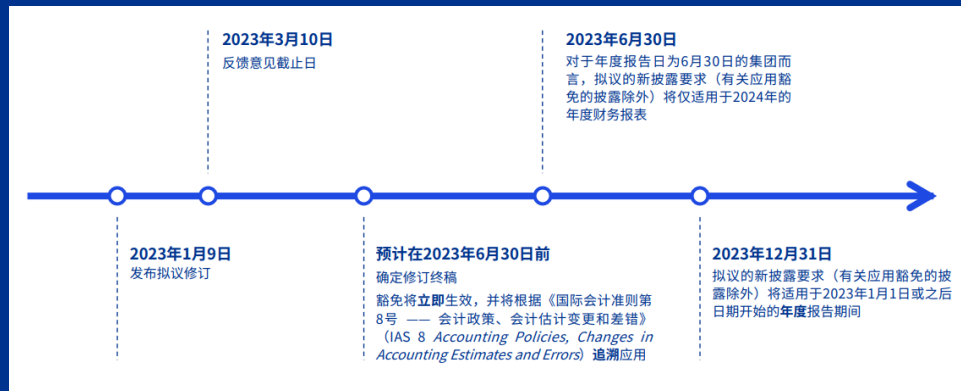 2023年3月10日
反馈意见截止日
2023年6月30日
对于年度报告日为6月30日的集团而
言，拟议的新披露要求（有关应用豁
免的披露除外）将仅适用于2024年的
年度财务报表
2023年1月9日
发布拟议修订
预计在2023年6月30日前
确定修订终稿
豁免将立即生效，并将根据《国际会计准则第
8号 —— 会计政策、会计估计变更和差错》
（IAS 8 Accounting Policies, Changes in
Accounting Estimates and Errors）追溯应用
2023年12月31日
拟议的新披露要求（有关应用豁免的披
露除外）将适用于2023年1月1日或之后
日期开始的年度报告期间